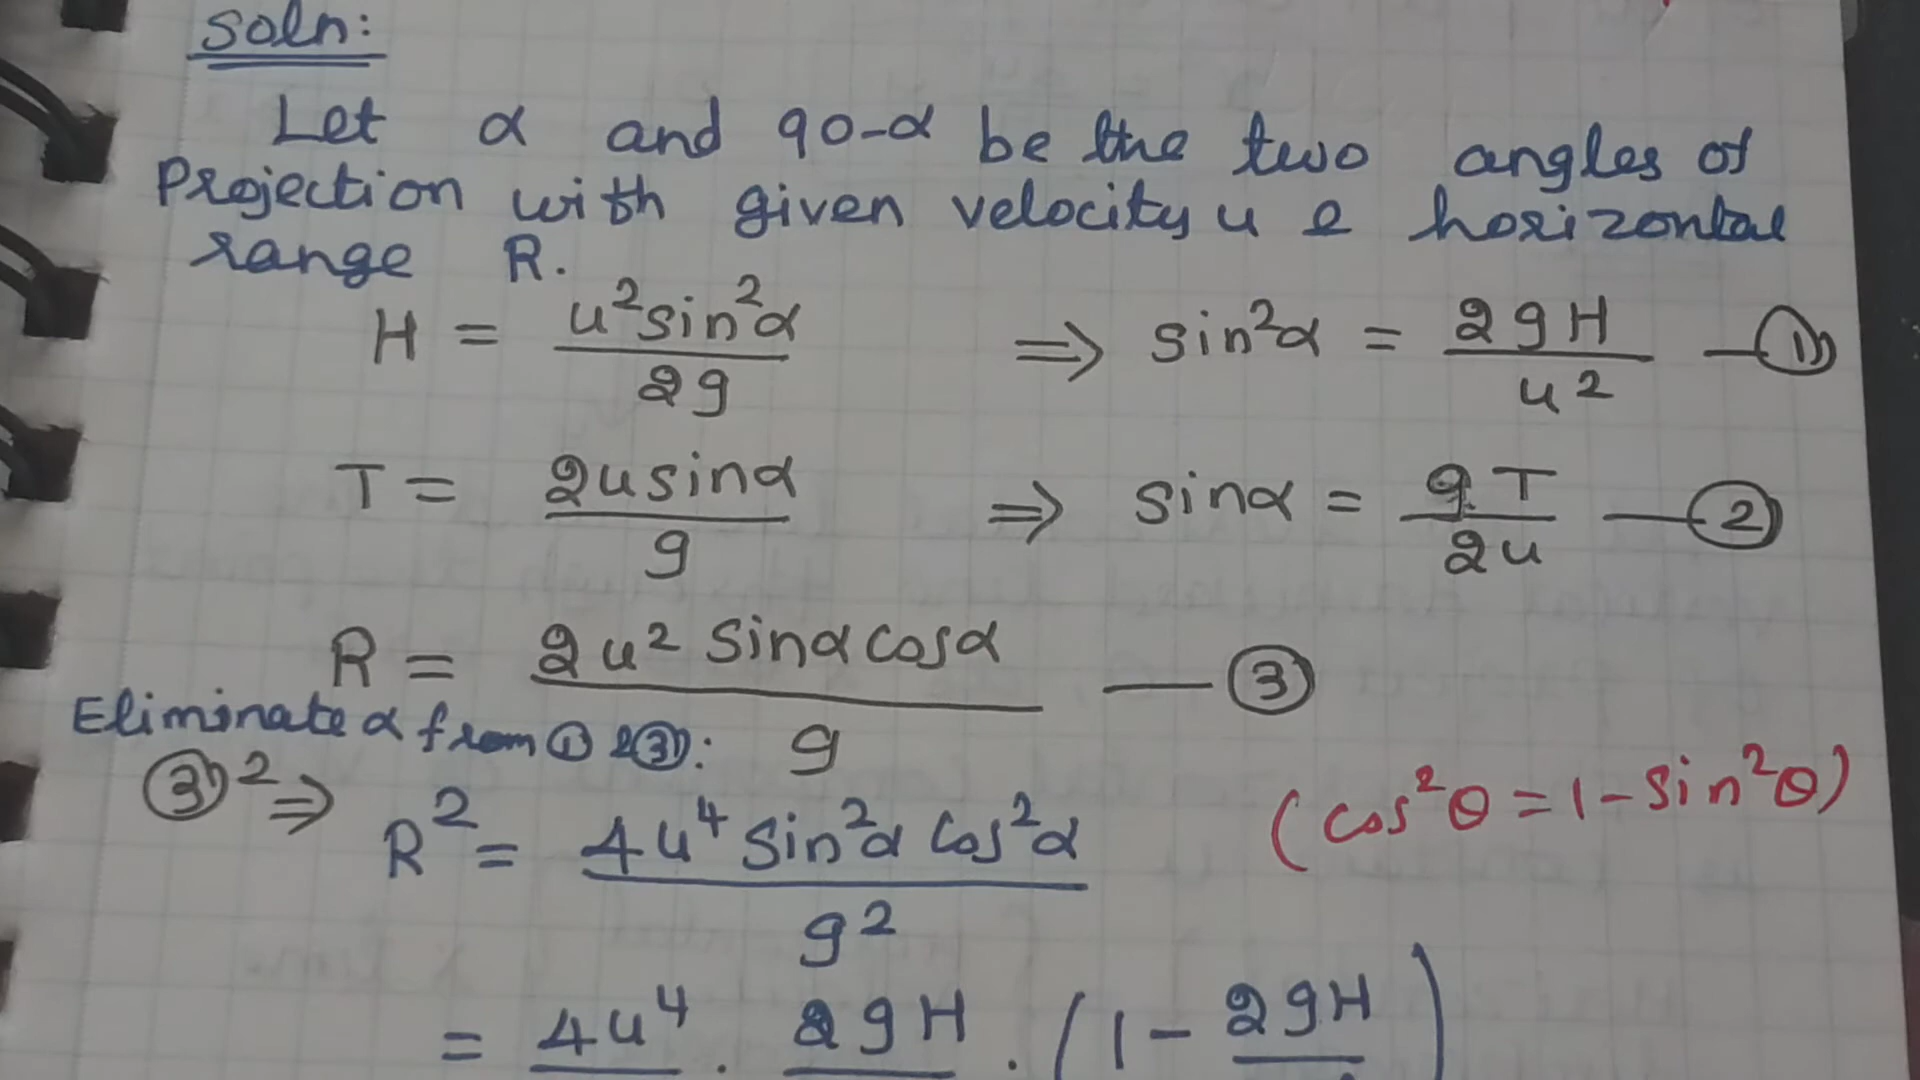 Soln:
Let α and 90-α be the two angles of
Projection with given velocity u & horizontal
range R.
H = u²sin²α / 2g ⇒ sin²α = 2gH / u² — ①
T = 2usinα / g ⇒ sinα = gT / 2u — ②
R = 2u² sinα cosα / g — ③
Eliminate α from ① & ③:
③² ⇒ R² = 4u⁴ sin²α cos²α / g² (cos²θ = 1 - sin²θ)
= 4u⁴ . 2gH . (1 - 2gH)